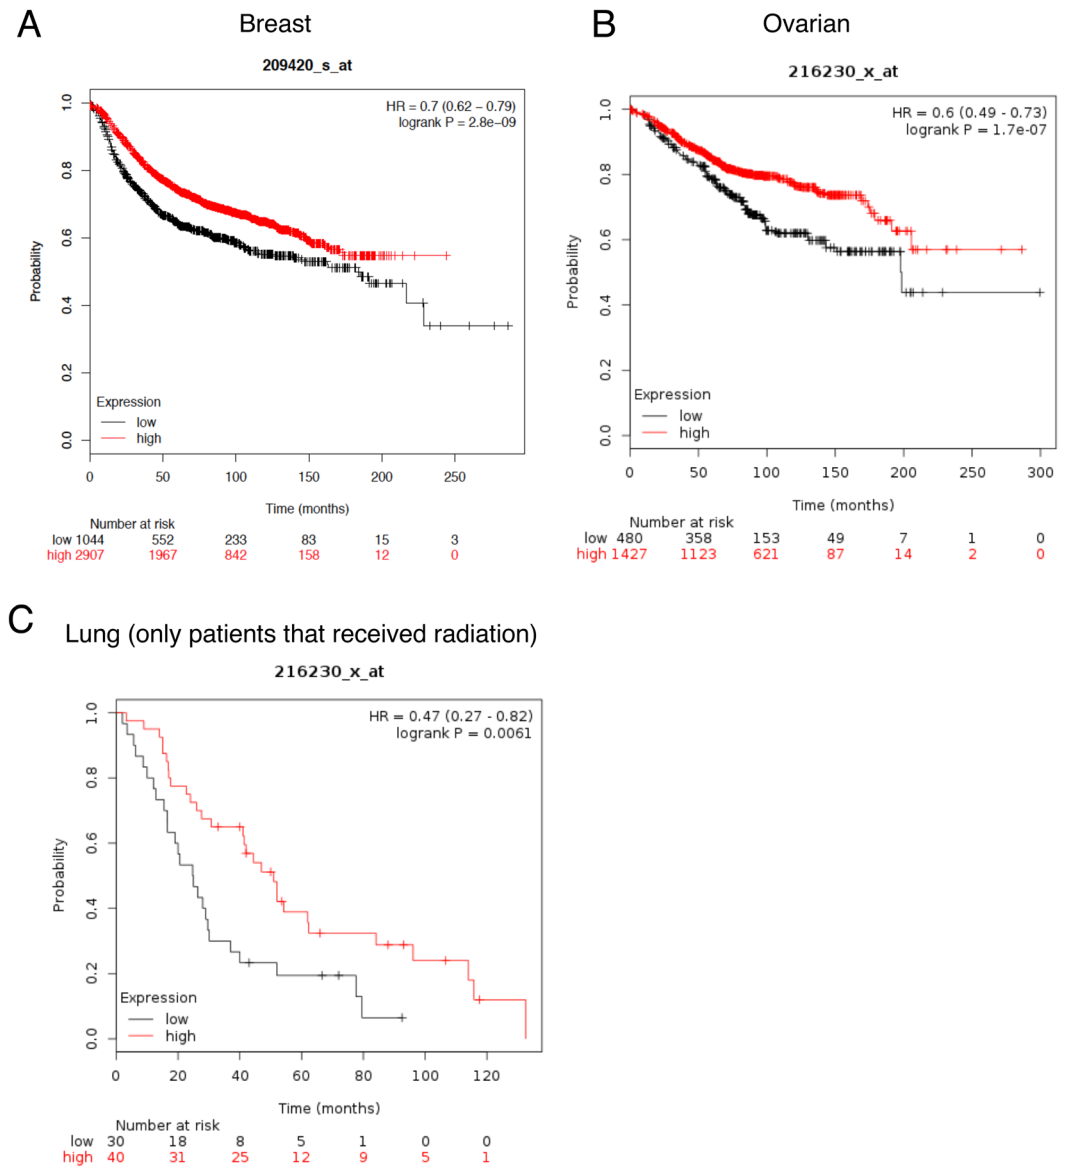 A
Breast
209420_s_at
HR = 0.7 (0.62 − 0.79)
logrank P = 2.8e−09
Probability
1.0
0.8
0.6
0.4
0.2
0.0
Expression
low
high
0 50 100 150 200 250
Time (months)
Number at risk
low 1044 552 233 83 15 3
high 2907 1967 842 158 12 0
B
Ovarian
216230_x_at
HR = 0.6 (0.49 - 0.73)
logrank P = 1.7e-07
Probability
1.0
0.8
0.6
0.4
0.2
0.0
Expression
low
high
0 50 100 150 200 250 300
Time (months)
Number at risk
low 480 358 153 49 7 1 0
high 1427 1123 621 87 14 2 0
C
Lung (only patients that received radiation)
216230_x_at
HR = 0.47 (0.27 - 0.82)
logrank P = 0.0061
Probability
1.0
0.8
0.6
0.4
0.2
0.0
Expression
low
high
0 20 40 60 80 100 120
Time (months)
Number at risk
low 30 18 8 5 1 0 0
high 40 31 25 12 9 5 1